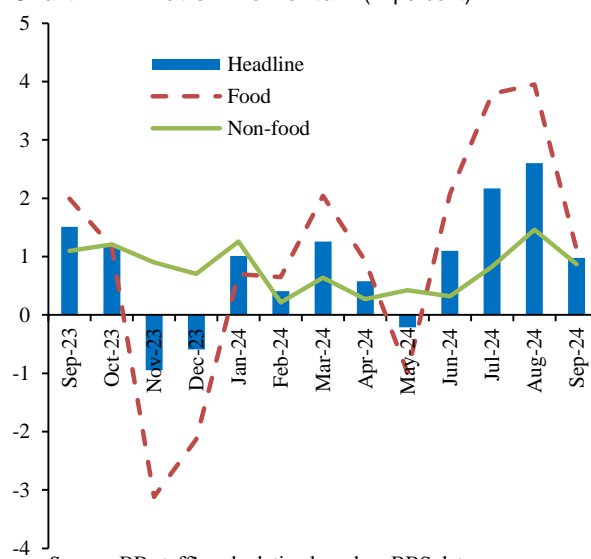 5
4
3
2
1
0
-1
-2
-3
-4
Headline
Food
Non-food
Sep-23
Oct-23
Nov-23
Dec-23
Jan-24
Feb-24
Mar-24
Apr-24
May-24
Jun-24
Jul-24
Aug-24
Sep-24